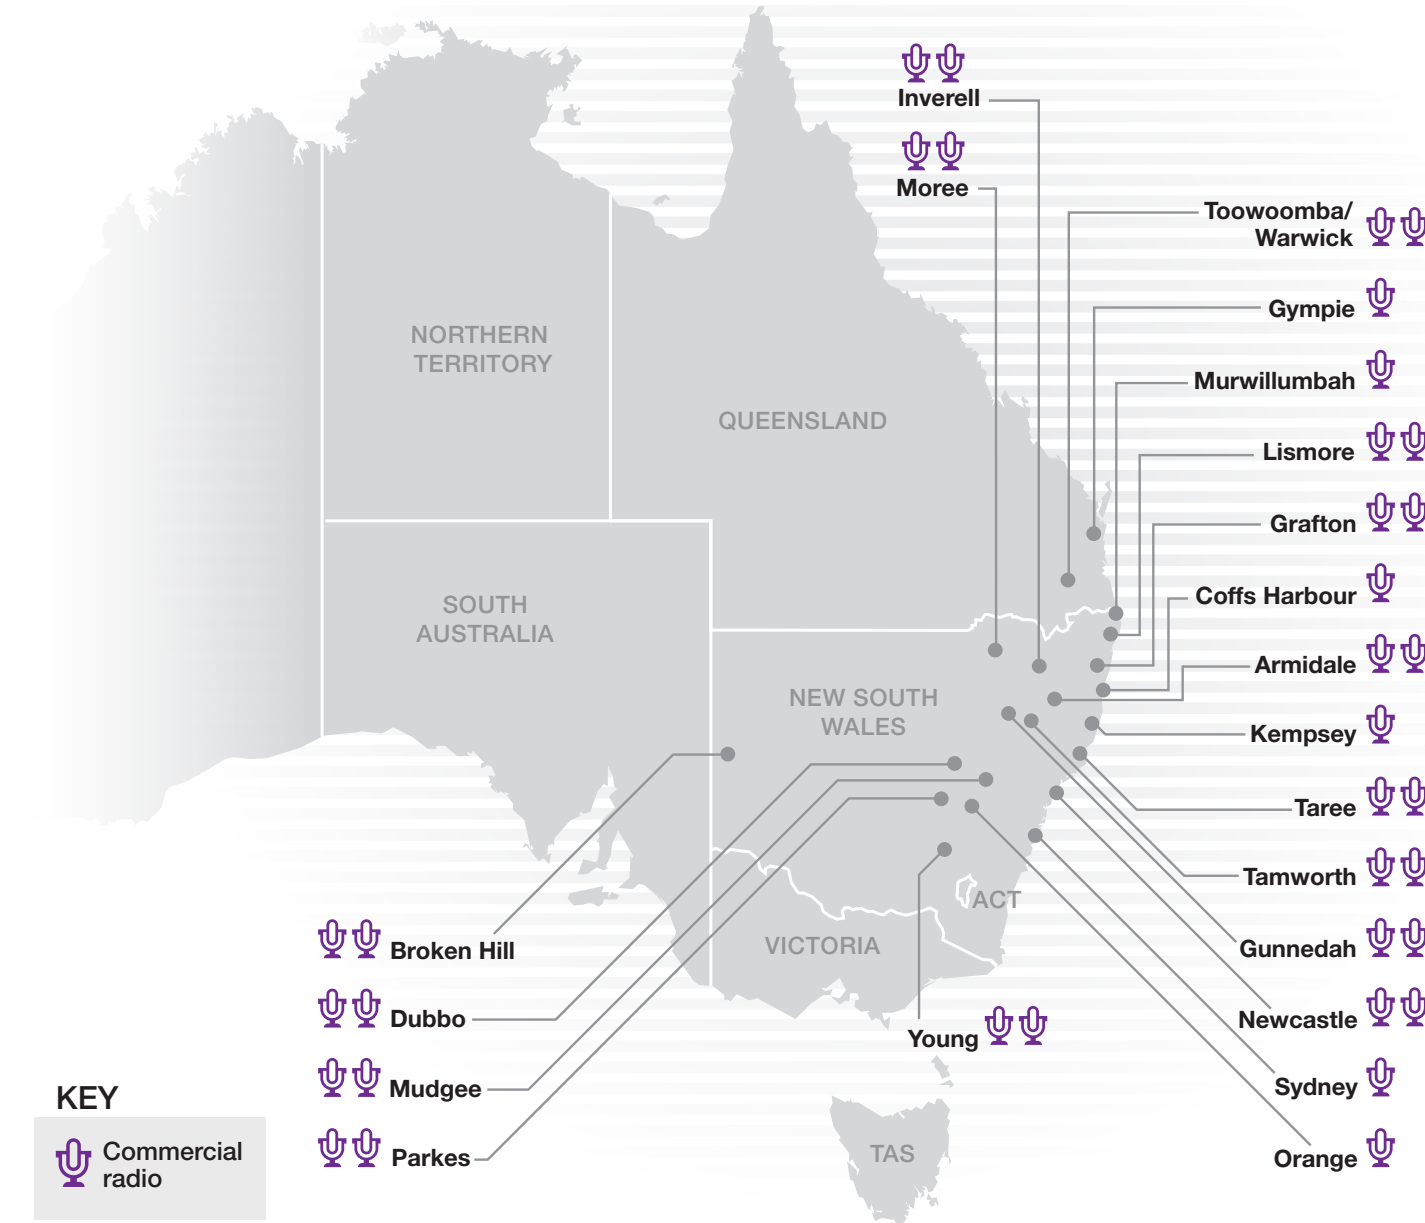 Inverell
Moree
Toowoomba/
Warwick
Gympie
Murwillumbah
Lismore
Grafton
Coffs Harbour
Armidale
Kempsey
Taree
Tamworth
Gunnedah
Newcastle
Sydney
Orange
NORTHERN
TERRITORY
QUEENSLAND
SOUTH
AUSTRALIA
NEW SOUTH
WALES
ACT
VICTORIA
TAS
Broken Hill
Dubbo
Mudgee
Parkes
Young
KEY
Commercial
radio